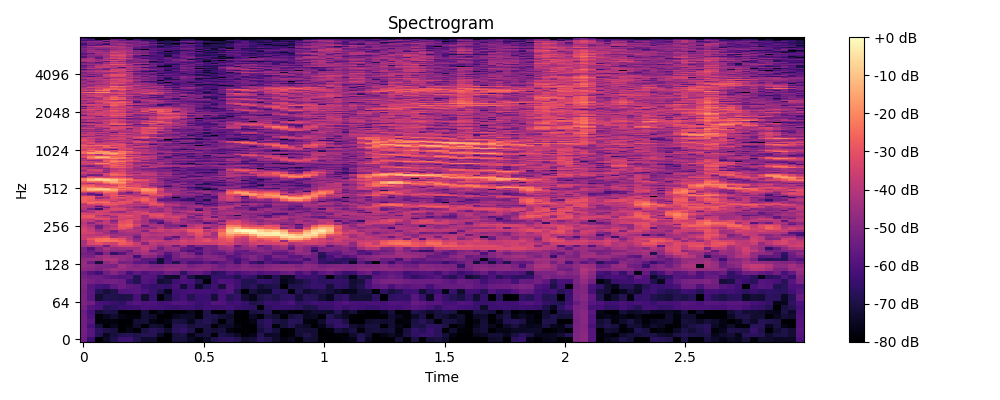 Spectrogram
+0 dB
4096
-10 dB
2048
-20 dB
1024
-30 dB
Hz
512
-40 dB
256
-50 dB
128
-60 dB
64
-70 dB
0
-80 dB
0 0.5 1 1.5 2 2.5
Time